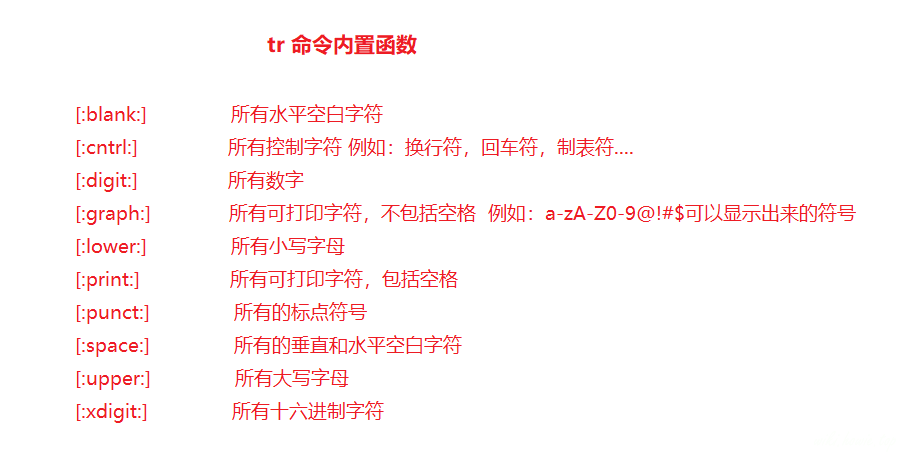 tr 命令内置函数
[:blank:] 所有水平空白字符
[:cntrl:] 所有控制字符 例如：换行符，回车符，制表符....
[:digit:] 所有数字
[:graph:] 所有可打印字符，不包括空格 例如：a-zA-Z0-9@!#$可以显示出来的符号
[:lower:] 所有小写字母
[:print:] 所有可打印字符，包括空格
[:punct:] 所有的标点符号
[:space:] 所有的垂直和水平空白字符
[:upper:] 所有大写字母
[:xdigit:] 所有十六进制字符